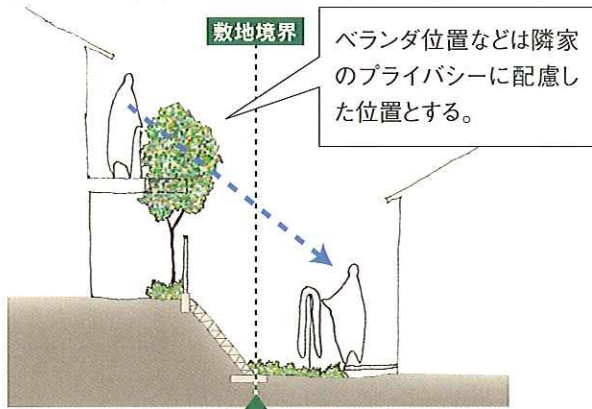 敷地境界
ベランダ位置などは隣家
のプライバシーに配慮し
た位置とする。